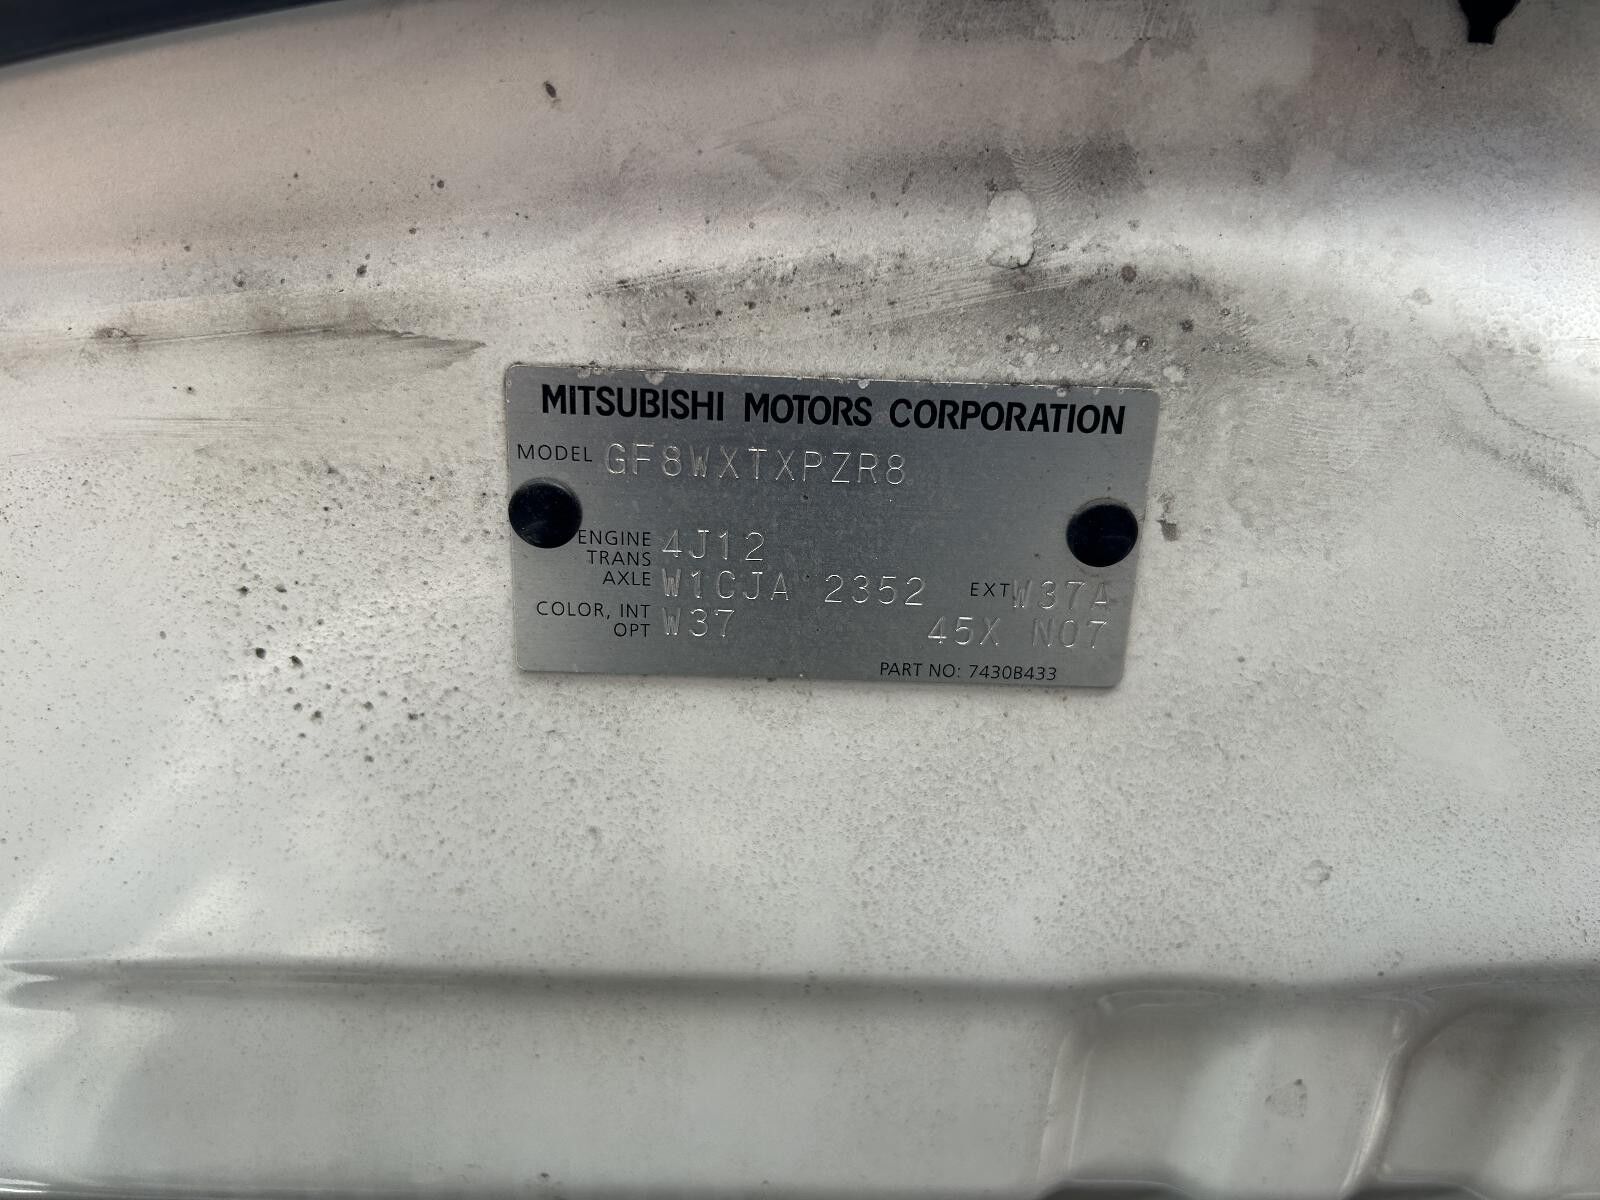 MITSUBISHI MOTORS CORPORATION
MODEL GF8WXTXPZR8
ENGINE 4J12
TRANS
AXLE W1CJA 2352 EXT W37A
COLOR, INT W37 45X N07
OPT
PART NO: 7430B433